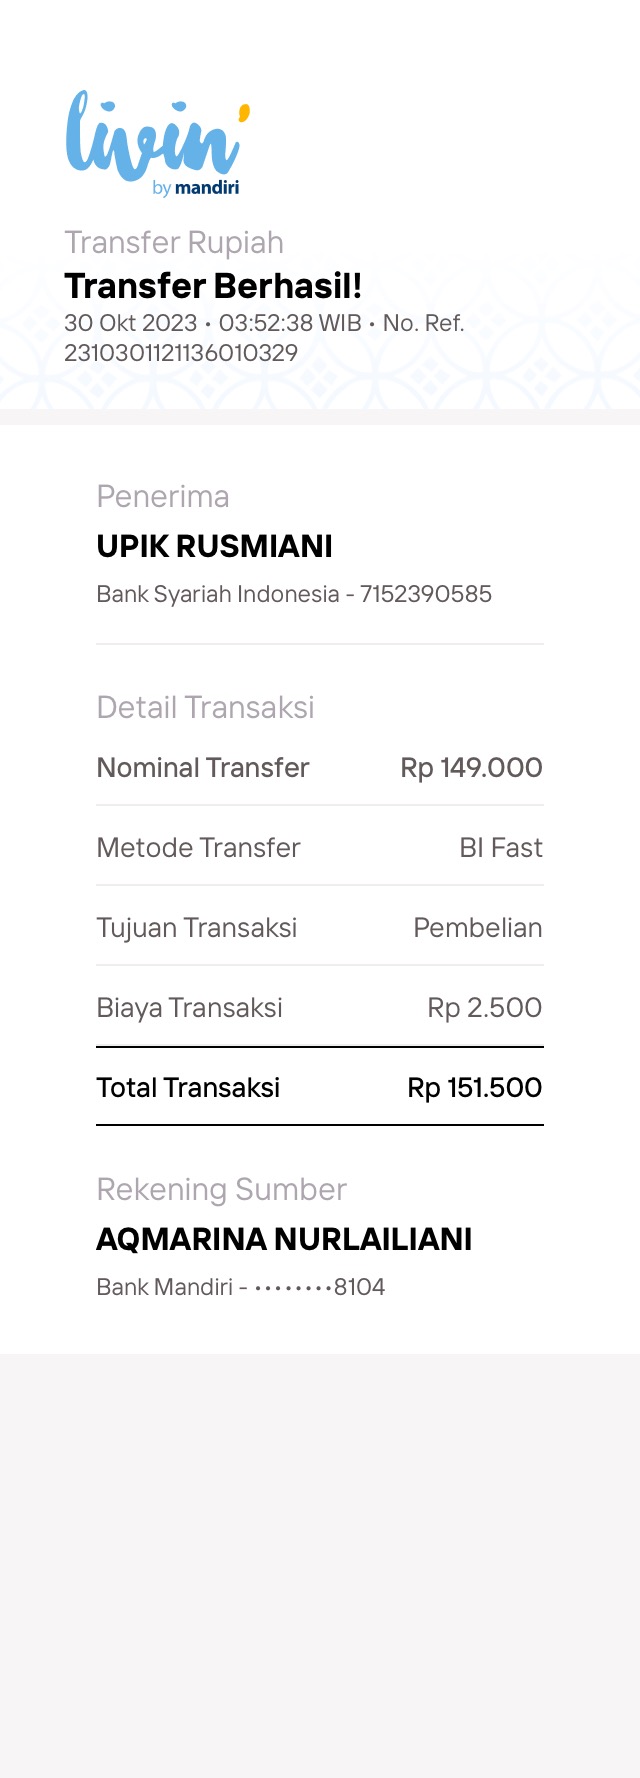 livin'
by mandiri
Transfer Rupiah
Transfer Berhasil!
30 Okt 2023 • 03:52:38 WIB • No. Ref.
2310301121136010329
Penerima
UPIK RUSMIANI
Bank Syariah Indonesia - 7152390585
Detail Transaksi
Nominal Transfer Rp 149.000
Metode Transfer BI Fast
Tujuan Transaksi Pembelian
Biaya Transaksi Rp 2.500
Total Transaksi Rp 151.500
Rekening Sumber
AQMARINA NURLAILIANI
Bank Mandiri - ••••••••8104